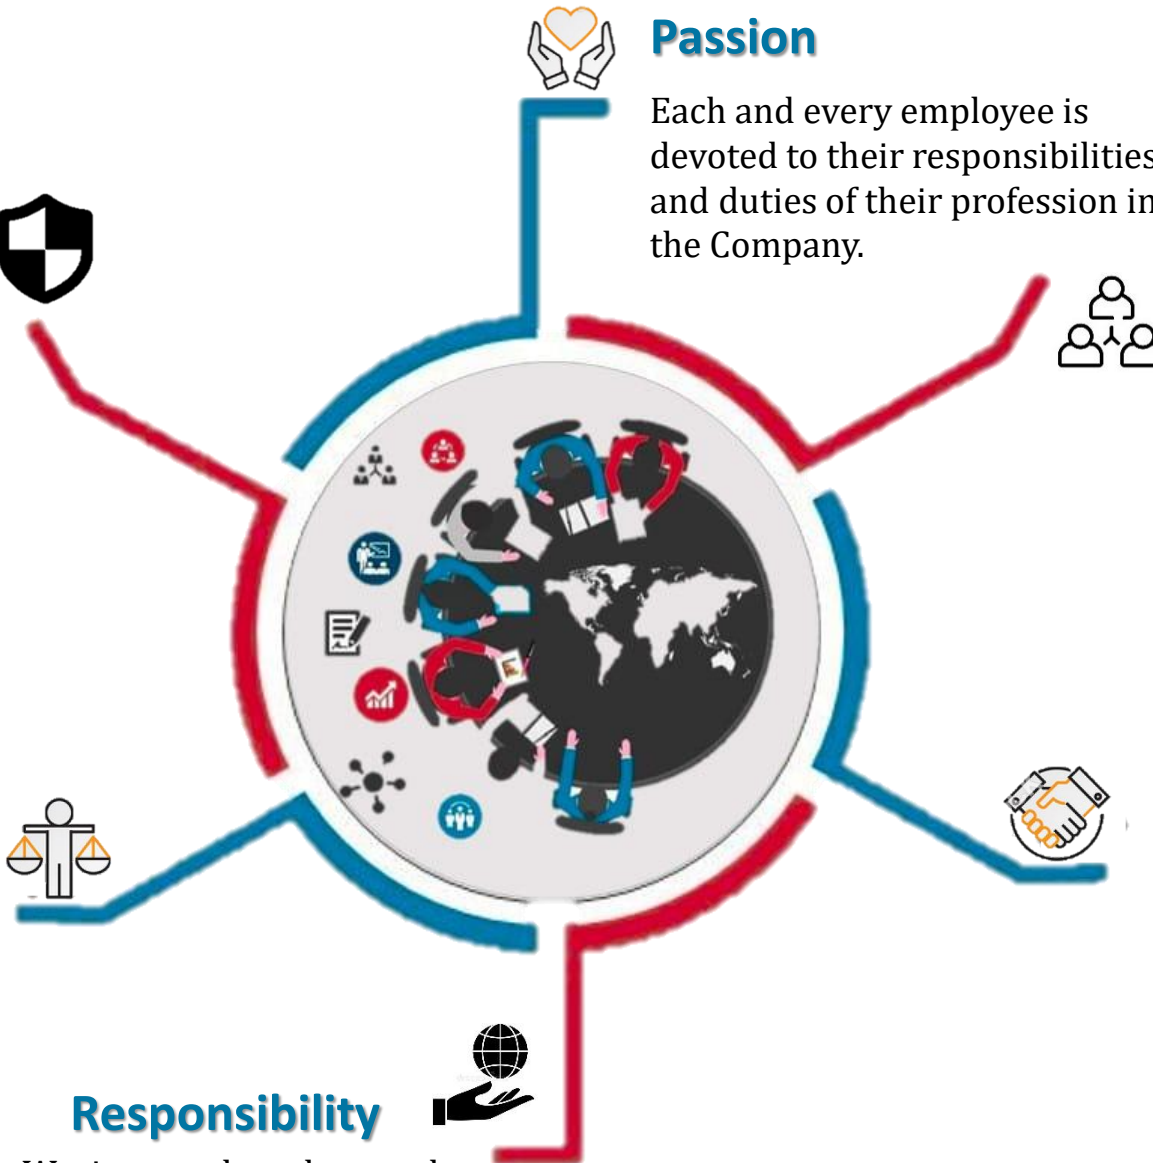 Passion
Each and every employee is
devoted to their responsibilities
and duties of their profession in
the Company.
Responsibility